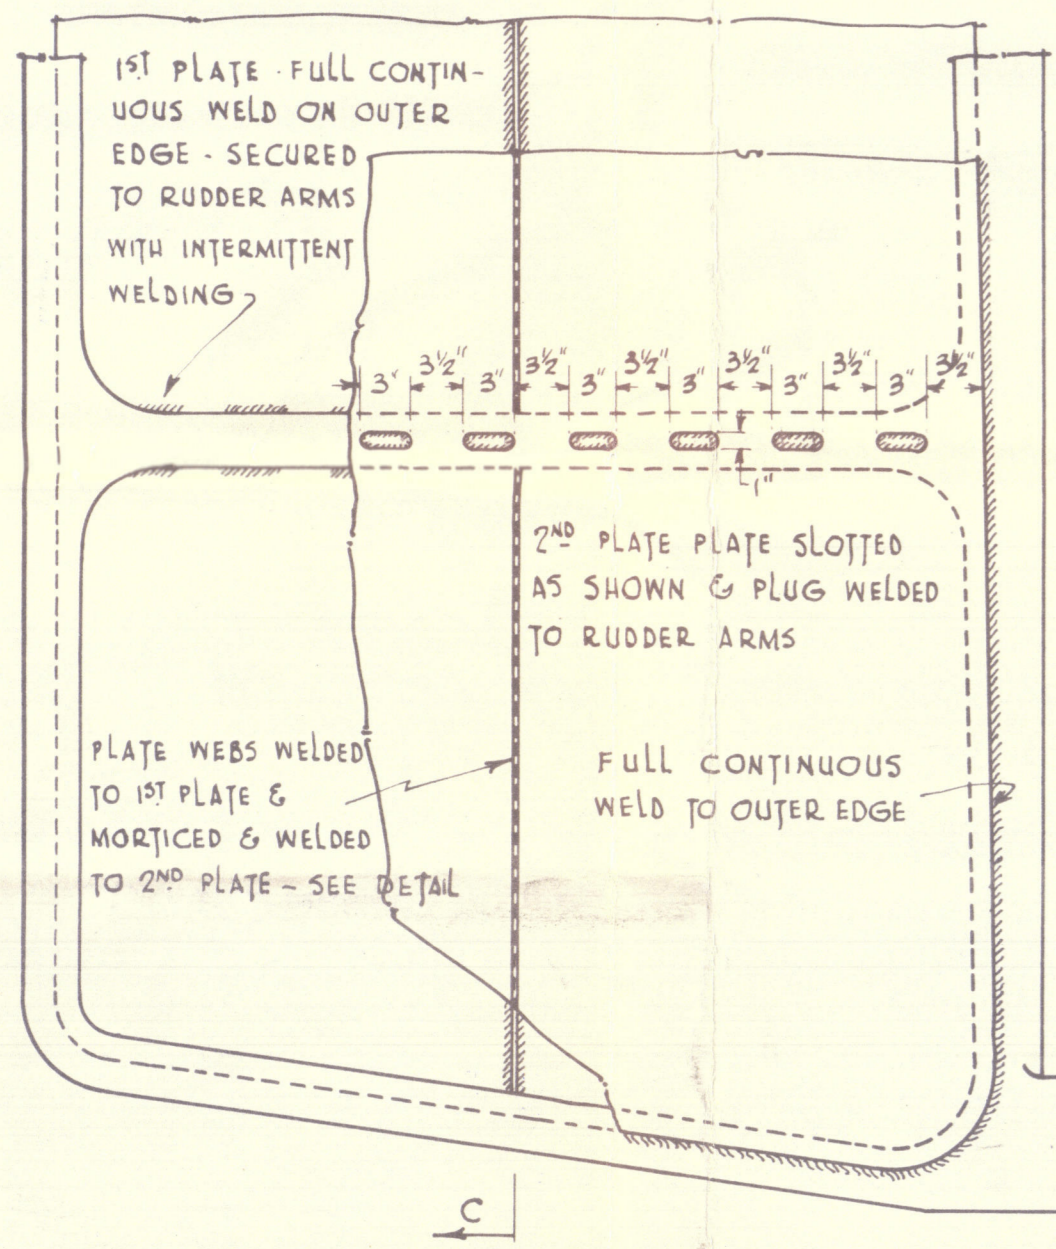 1ST PLATE · FULL CONTIN-
UOUS WELD ON OUTER
EDGE - SECURED
TO RUDDER ARMS
WITH INTERMITTENT
WELDING
3" 3½" 3" 3½" 3" 3½" 3" 3½" 3" 3½" 3" 3½"
1"
2ND PLATE PLATE SLOTTED
AS SHOWN & PLUG WELDED
TO RUDDER ARMS
PLATE WEBS WELDED
TO 1ST PLATE &
MORTICED & WELDED
TO 2ND PLATE - SEE DETAIL
FULL CONTINUOUS
WELD TO OUTER EDGE
C